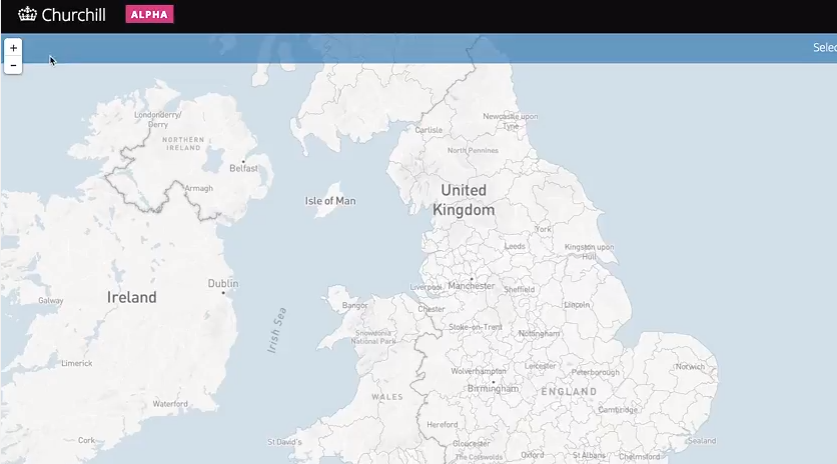 Churchill
ALPHA
+
Selec
-
Londonderry/
Derry
NORTHERN
IRELAND
Belfast
Armagh
Carlisle
Newcastle upon
Tyne
North Pennines
Isle of Man
United
Kingdom
York
Leeds
Kingston upon
Hull
Dublin
Galway
Ireland
Irish Sea
Liverpool
Manchester
Sheffield
Bangor
Chester
Lincoln
Snowdonia
National Park
Stoke-on-Trent
Nottingham
Limerick
Wolverhampton
Leicester
Peterborough
Norwich
Birmingham
WALES
ENGLAND
Waterford
Cambridge
Hereford
Cork
St David's
Gloucester
The Cotswolds
Oxford
St Albans
Chelmsford
Sealand